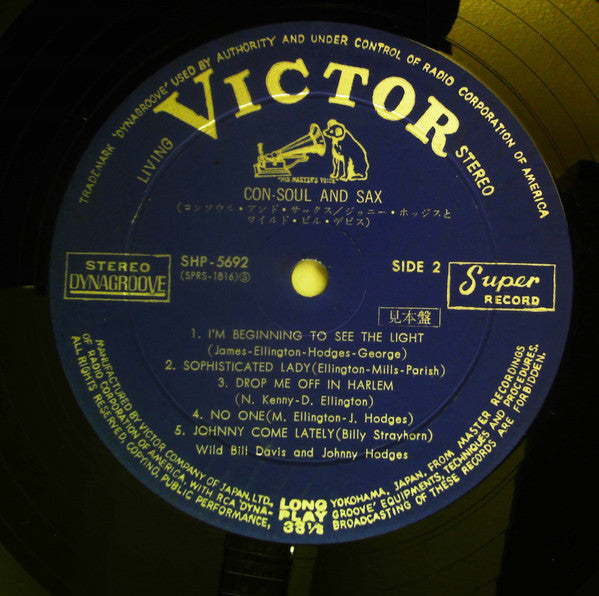 TRADEMARK "DYNAGROOVE" USED BY AUTHORITY AND UNDER CONTROL OF RADIO CORPORATION OF AMERICA
LIVING VICTOR STEREO
"HIS MASTER'S VOICE"
CON-SOUL AND SAX
(コンソウル・アンド・サックス/ジョニー・ホッジスと
ワイルド・ビル・デビス)
STEREO
DYNAGROOVE
SHP-5692
(SPRS-1816)Ⓢ
SIDE 2
Super
RECORD
見本盤
1. I'M BEGINNING TO SEE THE LIGHT
(James-Ellington-Hodges-George)
2. SOPHISTICATED LADY(Ellington-Mills-Parish)
3. DROP ME OFF IN HARLEM
(N. Kenny-D. Ellington)
4. NO ONE(M. Ellington-J. Hodges)
5. JOHNNY COME LATELY(Billy Strayhorn)
Wild Bill Davis and Johnny Hodges
MANUFACTURED BY VICTOR COMPANY OF JAPAN, LTD., YOKOHAMA, JAPAN, FROM MASTER RECORDINGS
OF RADIO CORPORATION OF AMERICA, WITH RCA "DYNAGROOVE" EQUIPMENTS, TECHNIQUES AND PROCEDURES.
ALL RIGHTS RESERVED, COPYING, PUBLIC PERFORMANCE, BROADCASTING OF THESE RECORDS ARE FORBIDDEN.
LONG
PLAY
33⅓